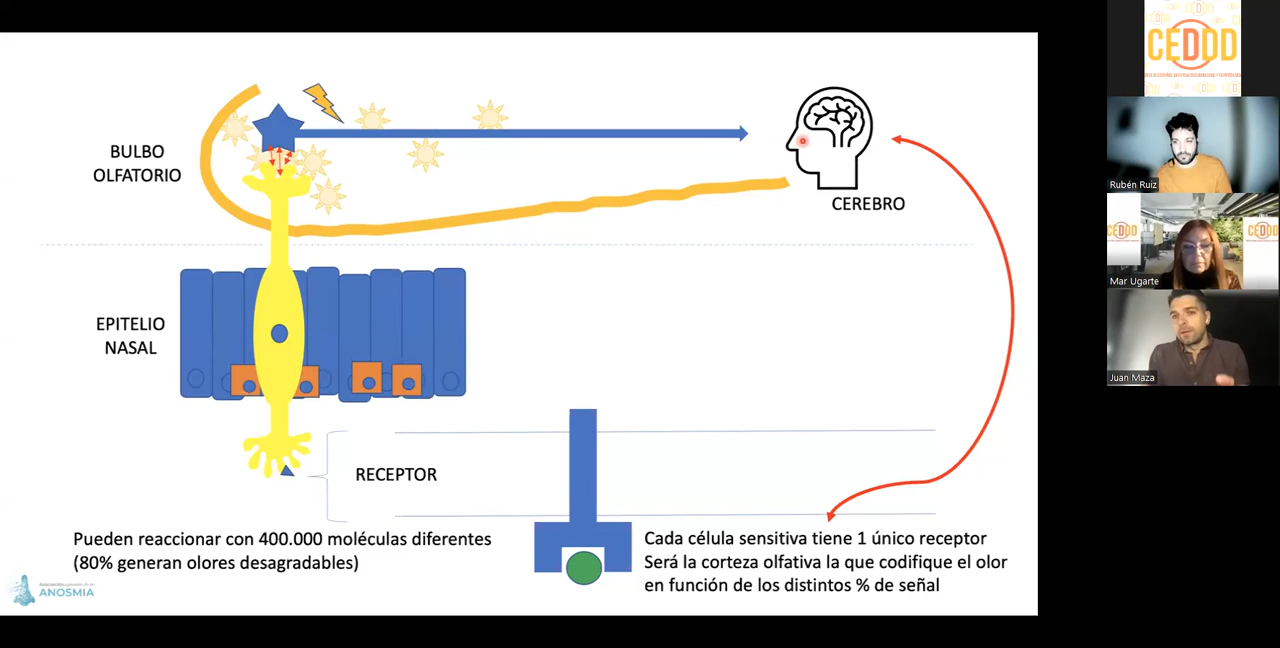 BULBO
OLFATORIO
CEREBRO
EPITELIO
NASAL
RECEPTOR
Pueden reaccionar con 400.000 moléculas diferentes
(80% generan olores desagradables)
Cada célula sensitiva tiene 1 único receptor
Será la corteza olfativa la que codifique el olor
en función de los distintos % de señal
ANOSMIA
CEDDD
Rubén Ruiz
CEDDD
CEDDD
Mar Ugarte
Juan Maza